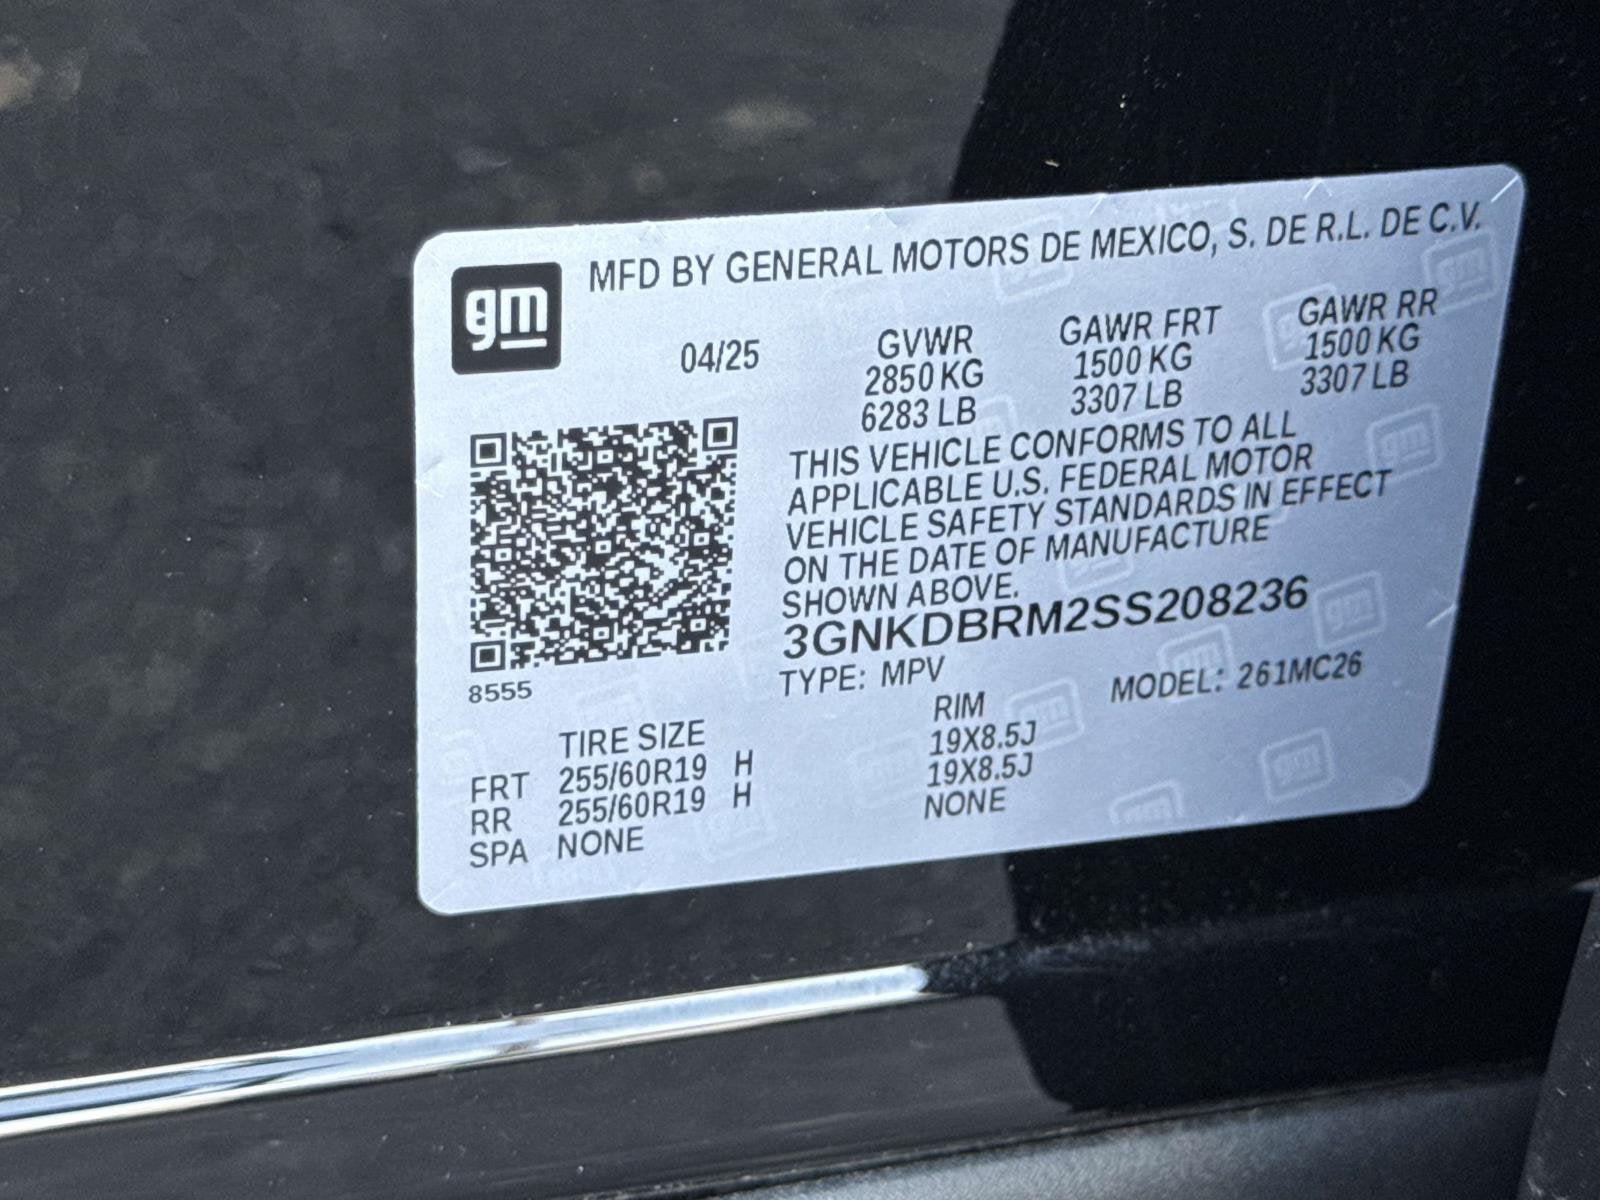 gm
MFD BY GENERAL MOTORS DE MEXICO, S. DE R.L. DE C.V.
04/25 GVWR GAWR FRT GAWR RR
2850 KG 1500 KG 1500 KG
6283 LB 3307 LB 3307 LB
THIS VEHICLE CONFORMS TO ALL
APPLICABLE U.S. FEDERAL MOTOR
VEHICLE SAFETY STANDARDS IN EFFECT
ON THE DATE OF MANUFACTURE
SHOWN ABOVE.
3GNKDBRM2SS208236
8555
TYPE: MPV MODEL: 261MC26
TIRE SIZE RIM
FRT 255/60R19 H 19X8.5J
RR 255/60R19 H 19X8.5J
SPA NONE NONE